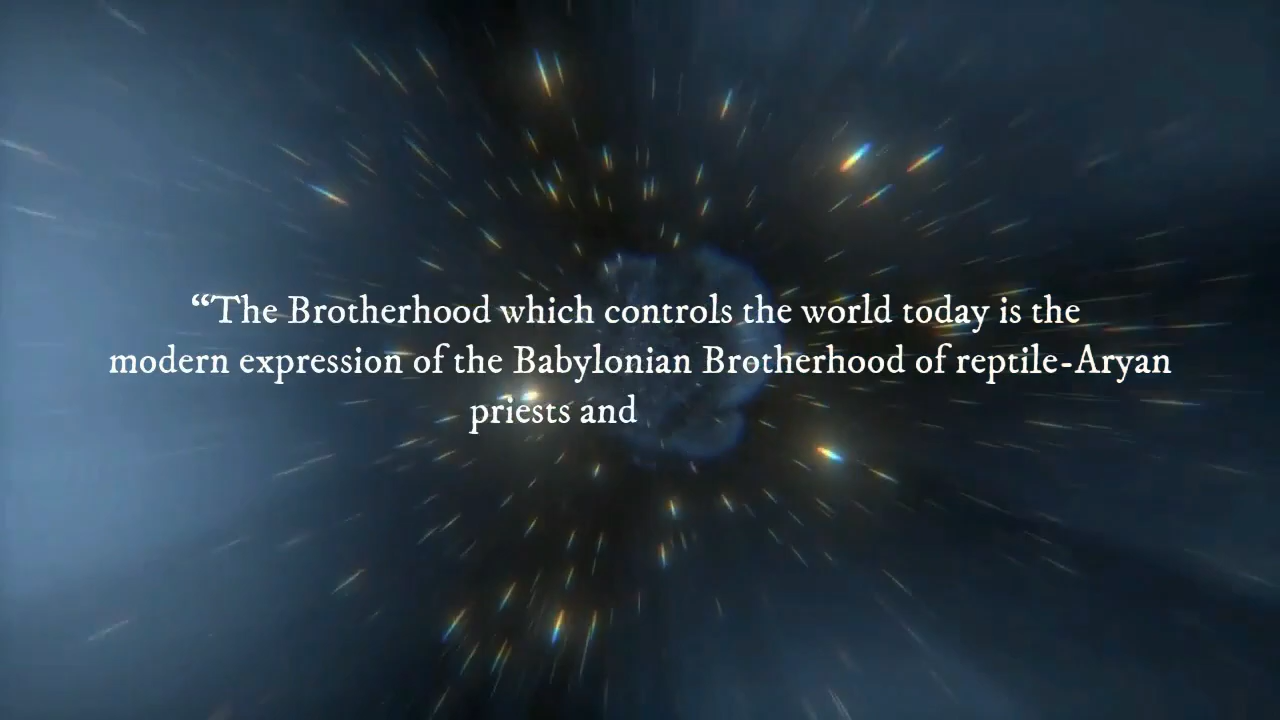 “The Brotherhood which controls the world today is the
modern expression of the Babylonian Brotherhood of reptile-Aryan
priests and